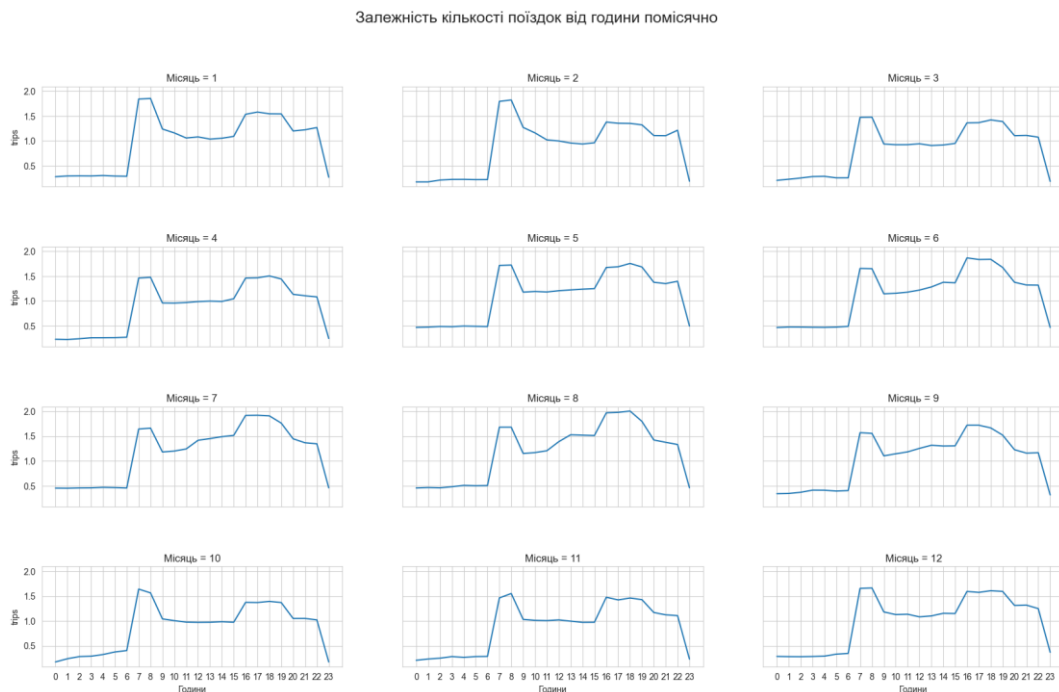 Залежність кількості поїздок від години помісячно
Місяць = 1
Місяць = 2
Місяць = 3
2.0
1.5
1.0
0.5
trips
Місяць = 4
Місяць = 5
Місяць = 6
2.0
1.5
1.0
0.5
trips
Місяць = 7
Місяць = 8
Місяць = 9
2.0
1.5
1.0
0.5
trips
Місяць = 10
Місяць = 11
Місяць = 12
2.0
1.5
1.0
0.5
trips
0 1 2 3 4 5 6 7 8 9 10 11 12 13 14 15 16 17 18 19 20 21 22 23
0 1 2 3 4 5 6 7 8 9 10 11 12 13 14 15 16 17 18 19 20 21 22 23
0 1 2 3 4 5 6 7 8 9 10 11 12 13 14 15 16 17 18 19 20 21 22 23
Години
Години
Години